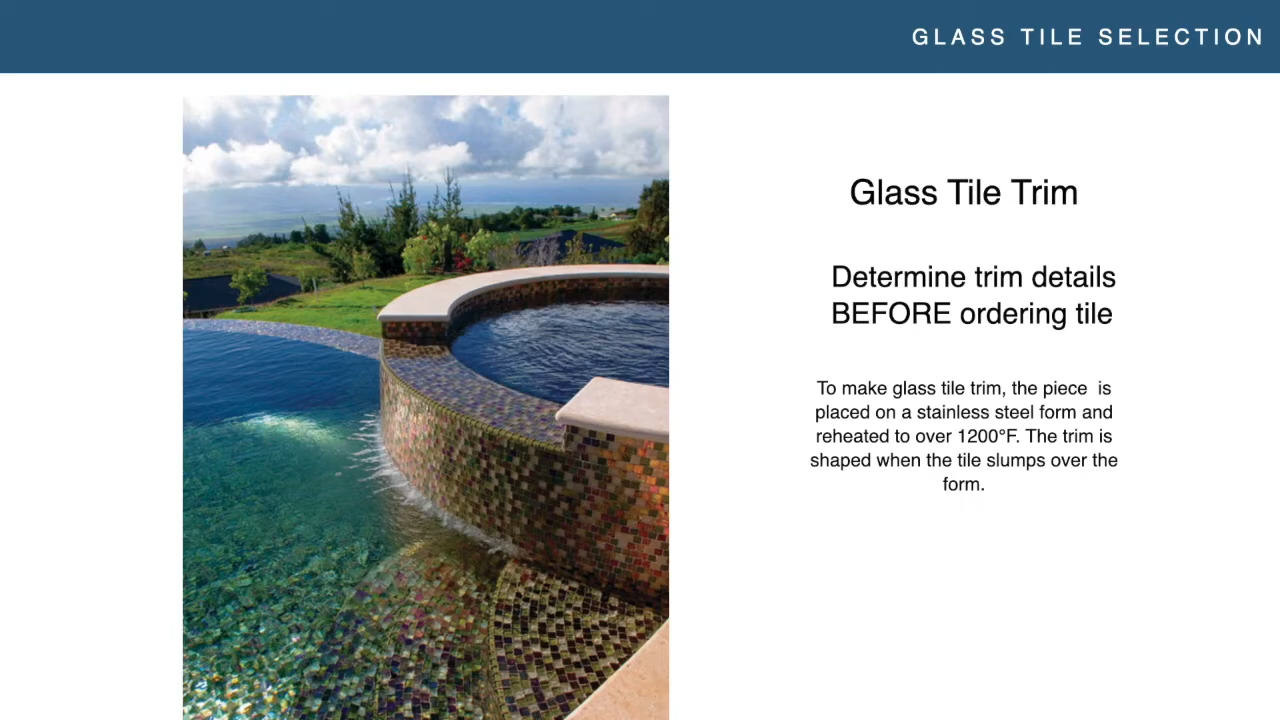 GLASS TILE SELECTION
Glass Tile Trim
Determine trim details
BEFORE ordering tile
To make glass tile trim, the piece  is
placed on a stainless steel form and
reheated to over 1200°F. The trim is
shaped when the tile slumps over the
form.